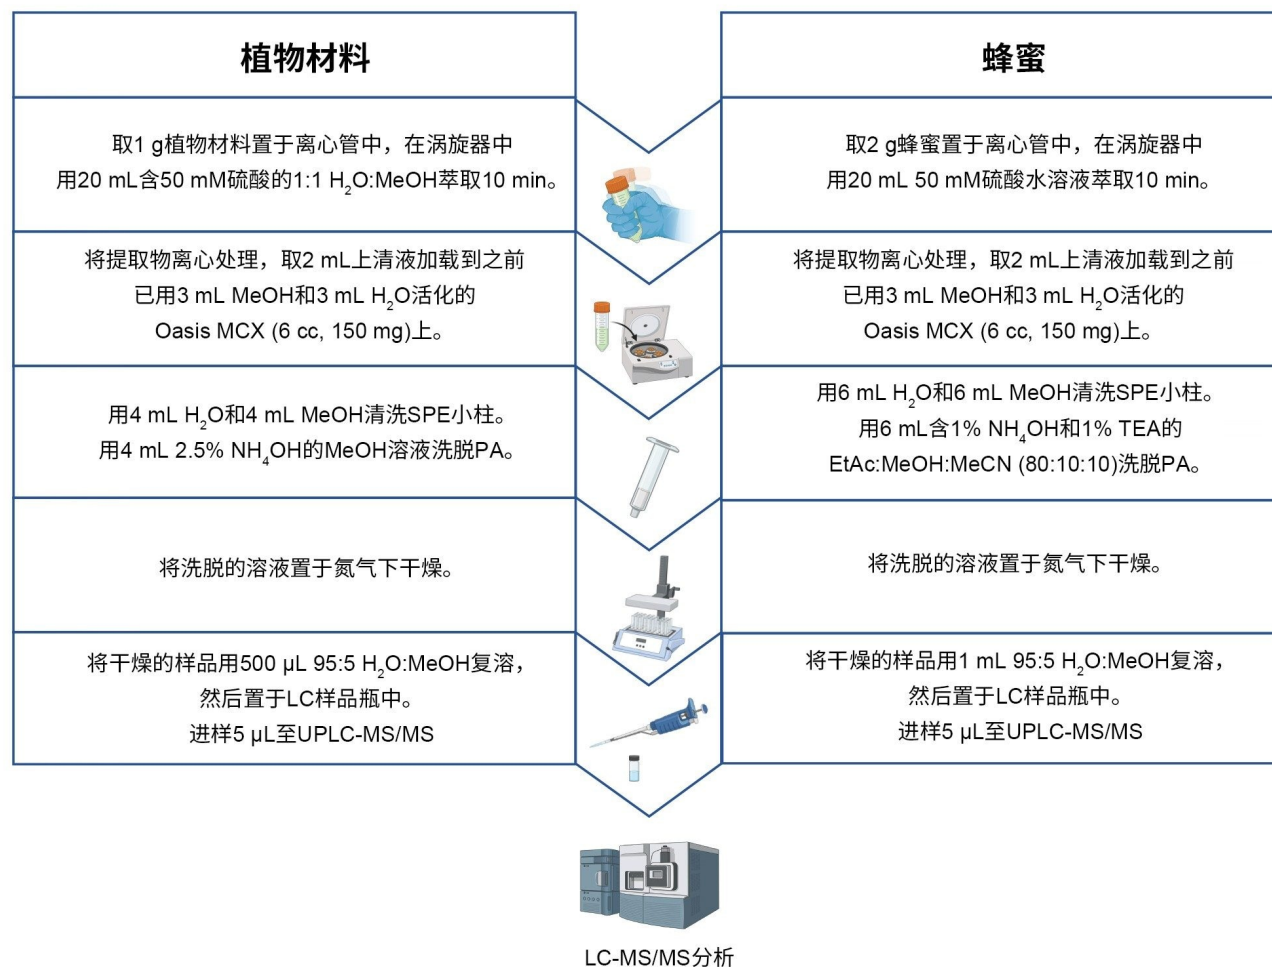 植物材料
取1 g植物材料置于离心管中，在涡旋器中
用20 mL含50 mM硫酸的1:1 H₂O:MeOH萃取10 min。
将提取物离心处理，取2 mL上清液加载到之前
已用3 mL MeOH和3 mL H₂O活化的
Oasis MCX (6 cc, 150 mg)上。
用4 mL H₂O和4 mL MeOH清洗SPE小柱。
用4 mL 2.5% NH₄OH的MeOH溶液洗脱PA。
将洗脱的溶液置于氮气下干燥。
将干燥的样品用500 µL 95:5 H₂O:MeOH复溶，
然后置于LC样品瓶中。
进样5 µL至UPLC-MS/MS
蜂蜜
取2 g蜂蜜置于离心管中，在涡旋器中
用20 mL 50 mM硫酸水溶液萃取10 min。
将提取物离心处理，取2 mL上清液加载到之前
已用3 mL MeOH和3 mL H₂O活化的
Oasis MCX (6 cc, 150 mg)上。
用6 mL H₂O和6 mL MeOH清洗SPE小柱。
用6 mL含1% NH₄OH和1% TEA的
EtAc:MeOH:MeCN (80:10:10)洗脱PA。
将洗脱的溶液置于氮气下干燥。
将干燥的样品用1 mL 95:5 H₂O:MeOH复溶，
然后置于LC样品瓶中。
进样5 µL至UPLC-MS/MS
LC-MS/MS分析